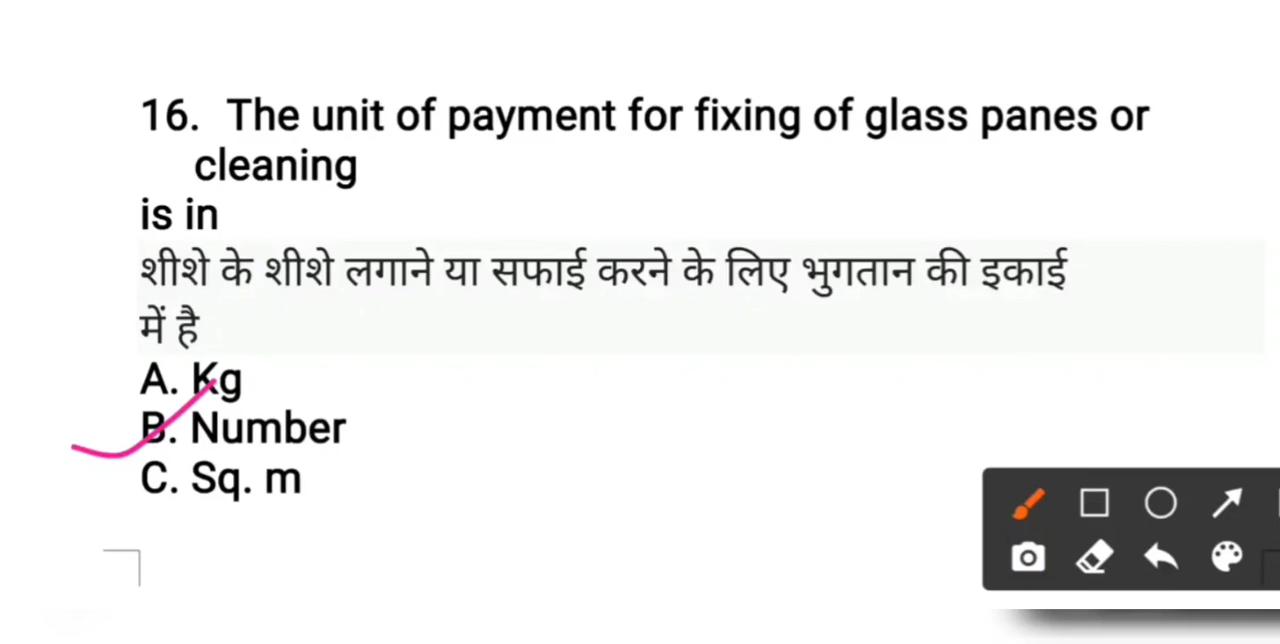 16. The unit of payment for fixing of glass panes or
cleaning
is in
शीशे के शीशे लगाने या सफाई करने के लिए भुगतान की इकाई
में है
A. Kg
B. Number
C. Sq. m